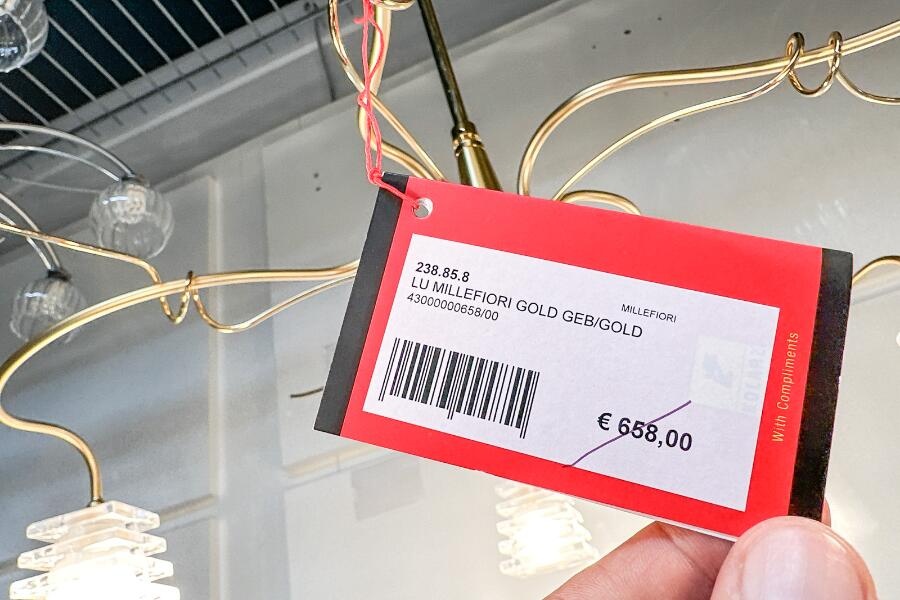 238.85.8
LU MILLEFIORI GOLD GEB/GOLD
MILLEFIORI
43000000658/00
€ 658,00
With Compliments